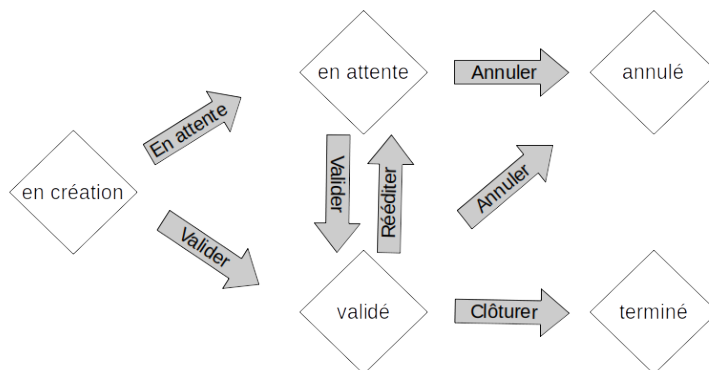 en attente
Annuler
annulé
En attente
en création
Valider
Rééditer
Annuler
Valider
validé
Clôturer
terminé